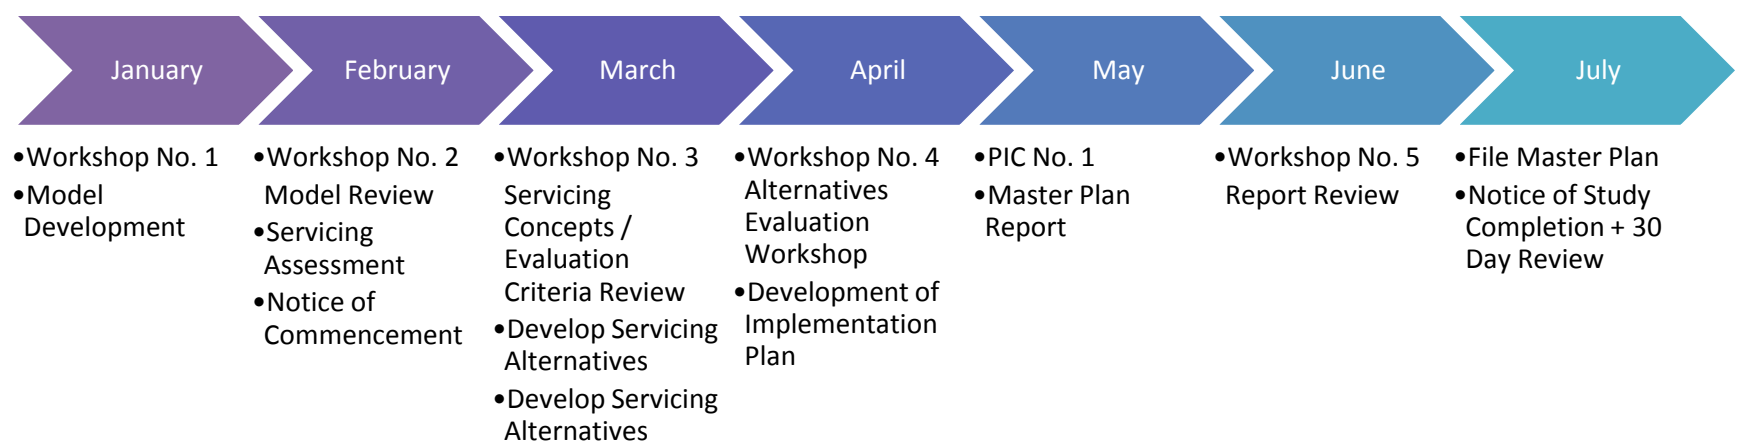 January
February
March
April
May
June
July
•Workshop No. 1
•Model
Development
•Workshop No. 2
Model Review
•Servicing
Assessment
•Notice of
Commencement
•Workshop No. 3
Servicing
Concepts /
Evaluation
Criteria Review
•Develop Servicing
Alternatives
•Develop Servicing
Alternatives
•Workshop No. 4
Alternatives
Evaluation
Workshop
•Development of
Implementation
Plan
•PIC No. 1
•Master Plan
Report
•Workshop No. 5
Report Review
•File Master Plan
•Notice of Study
Completion + 30
Day Review